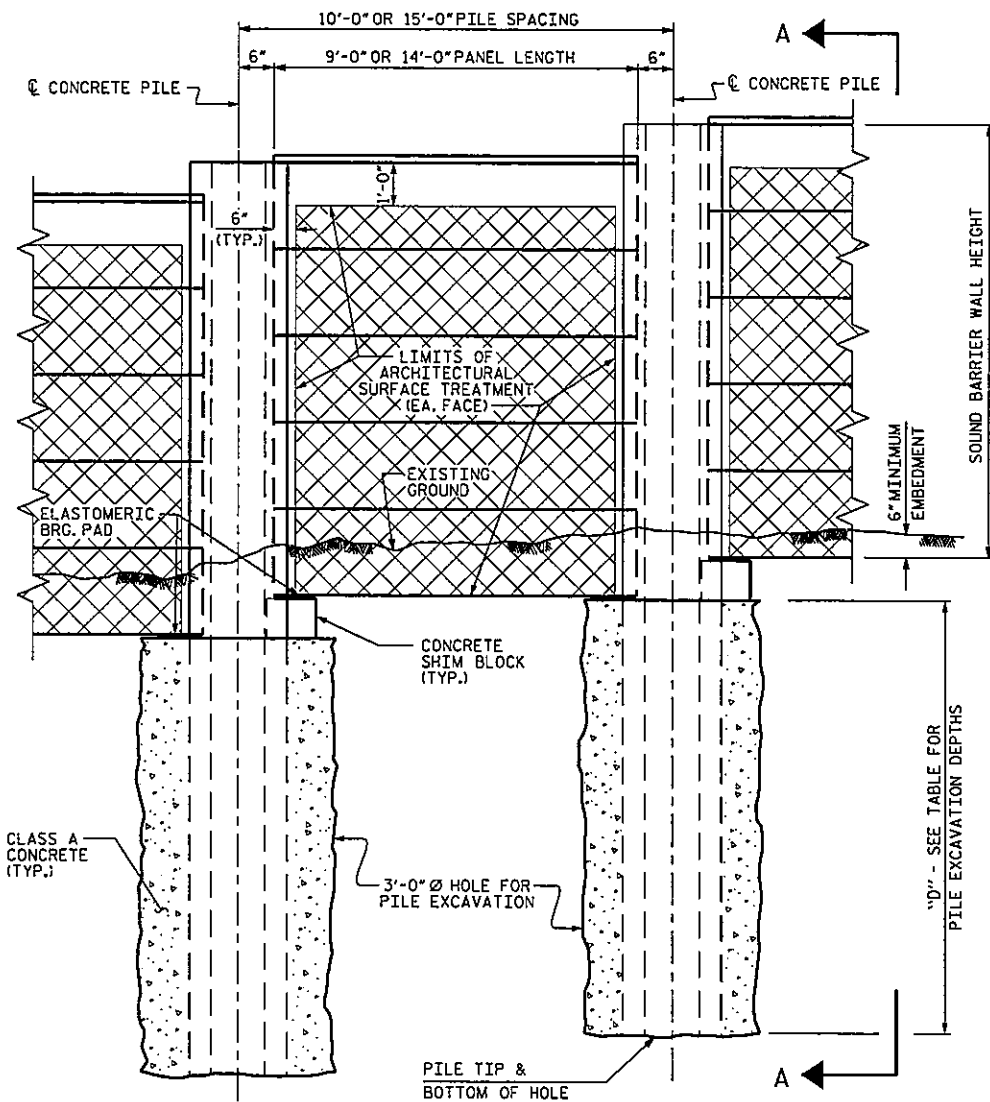 10'-0" OR 15'-0" PILE SPACING
A
6"
9'-0" OR 14'-0" PANEL LENGTH
6"
℄ CONCRETE PILE
℄ CONCRETE PILE
1'-0"
6"
(TYP.)
LIMITS OF
ARCHITECTURAL
SURFACE TREATMENT
(EA. FACE)
SOUND BARRIER WALL HEIGHT
6" MINIMUM
EMBEDMENT
EXISTING
GROUND
ELASTOMERIC
BRG. PAD
CONCRETE
SHIM BLOCK
(TYP.)
"D" - SEE TABLE FOR
PILE EXCAVATION DEPTHS
CLASS A
CONCRETE
(TYP.)
3'-0" Ø HOLE FOR
PILE EXCAVATION
PILE TIP &
BOTTOM OF HOLE
A